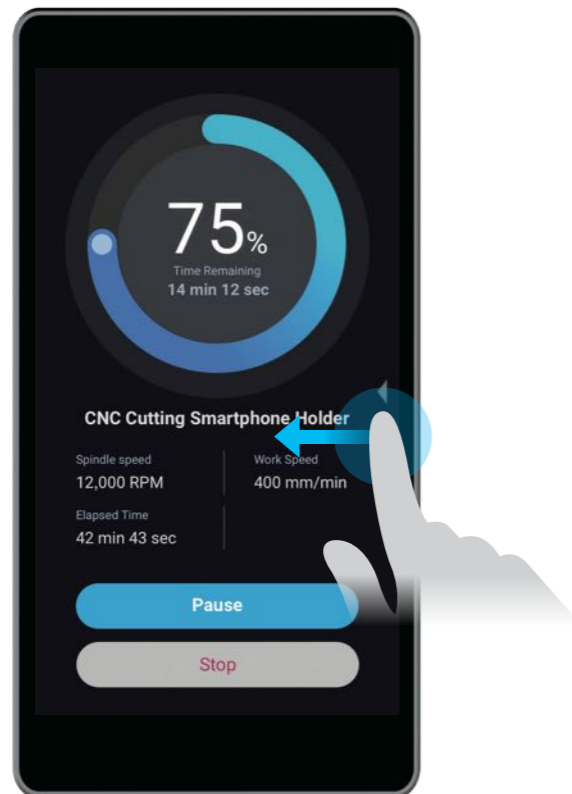 75%
Time Remaining
14 min 12 sec
CNC Cutting Smartphone Holder
Spindle speed
Work Speed
12,000 RPM
400 mm/min
Elapsed Time
42 min 43 sec
Pause
Stop